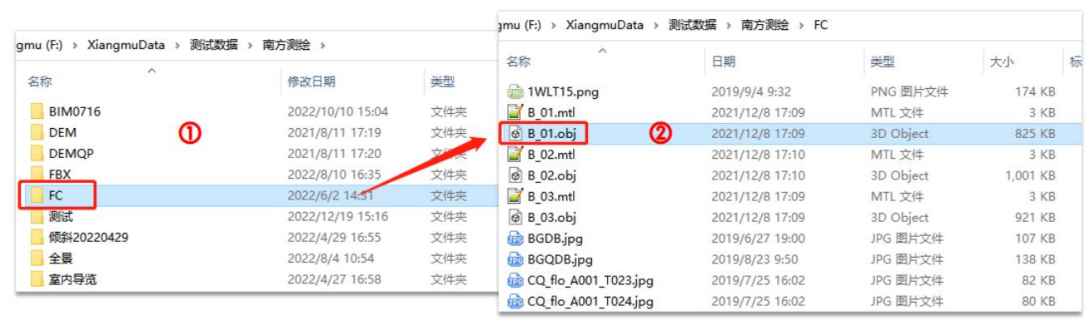 gmu (F:) › XiangmuData › 测试数据 › 南方测绘 ›
名称 修改日期 类型
BIM0716 2022/10/10 15:04 文件夹
DEM 2021/8/11 17:19 文件夹
①
DEMQP 2021/8/11 17:20 文件夹
FBX 2022/8/10 16:35 文件夹
FC 2022/6/2 14:31 文件夹
测试 2022/12/19 15:16 文件夹
倾斜20220429 2022/4/29 16:55 文件夹
全景 2022/8/4 10:54 文件夹
室内导览 2022/4/27 16:58 文件夹
gmu (F:) › XiangmuData › 测试数据 › 南方测绘 › FC
名称 日期 类型 大小 标
1WLT15.png 2019/9/4 9:32 PNG 图片文件 174 KB
B_01.mtl 2021/12/8 17:09 MTL 文件 3 KB
B_01.obj ② 2021/12/8 17:09 3D Object 825 KB
B_02.mtl 2021/12/8 17:10 MTL 文件 3 KB
B_02.obj 2021/12/8 17:10 3D Object 1,001 KB
B_03.mtl 2021/12/8 17:09 MTL 文件 3 KB
B_03.obj 2021/12/8 17:09 3D Object 921 KB
BGDB.jpg 2019/6/27 19:00 JPG 图片文件 107 KB
BGQDB.jpg 2019/8/23 9:50 JPG 图片文件 138 KB
CQ_flo_A001_T023.jpg 2019/7/25 16:02 JPG 图片文件 82 KB
CQ_flo_A001_T024.jpg 2019/7/25 16:02 JPG 图片文件 80 KB